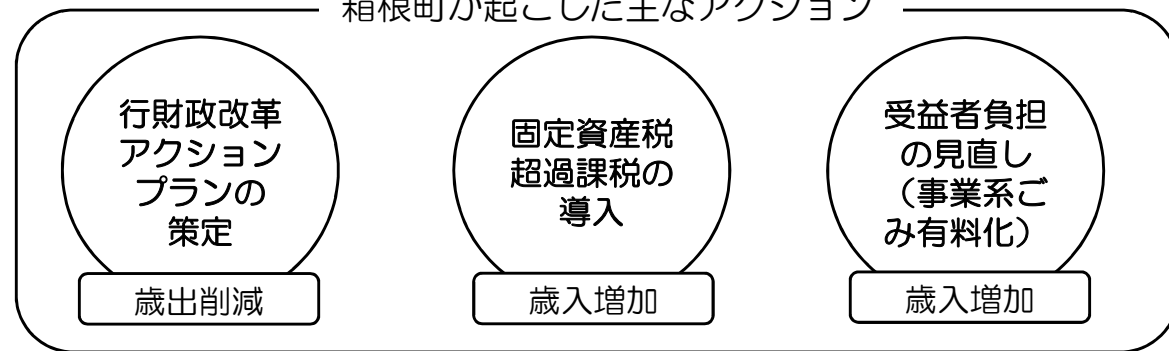 箱根町が起こした主なアクション
行財政改革
アクション
プランの
策定
歳出削減
固定資産税
超過課税の
導入
歳入増加
受益者負担
の見直し
（事業系ご
み有料化）
歳入増加